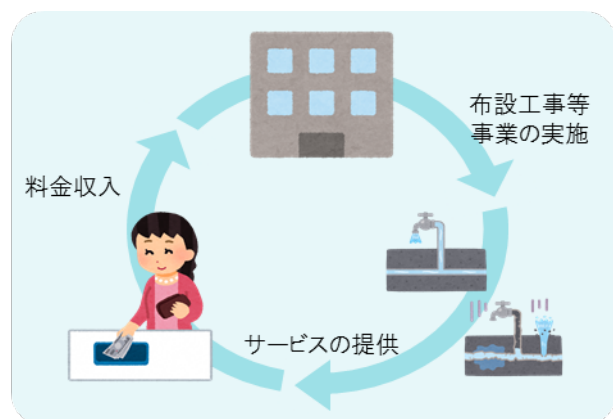 布設工事等
事業の実施
料金収入
サービスの提供